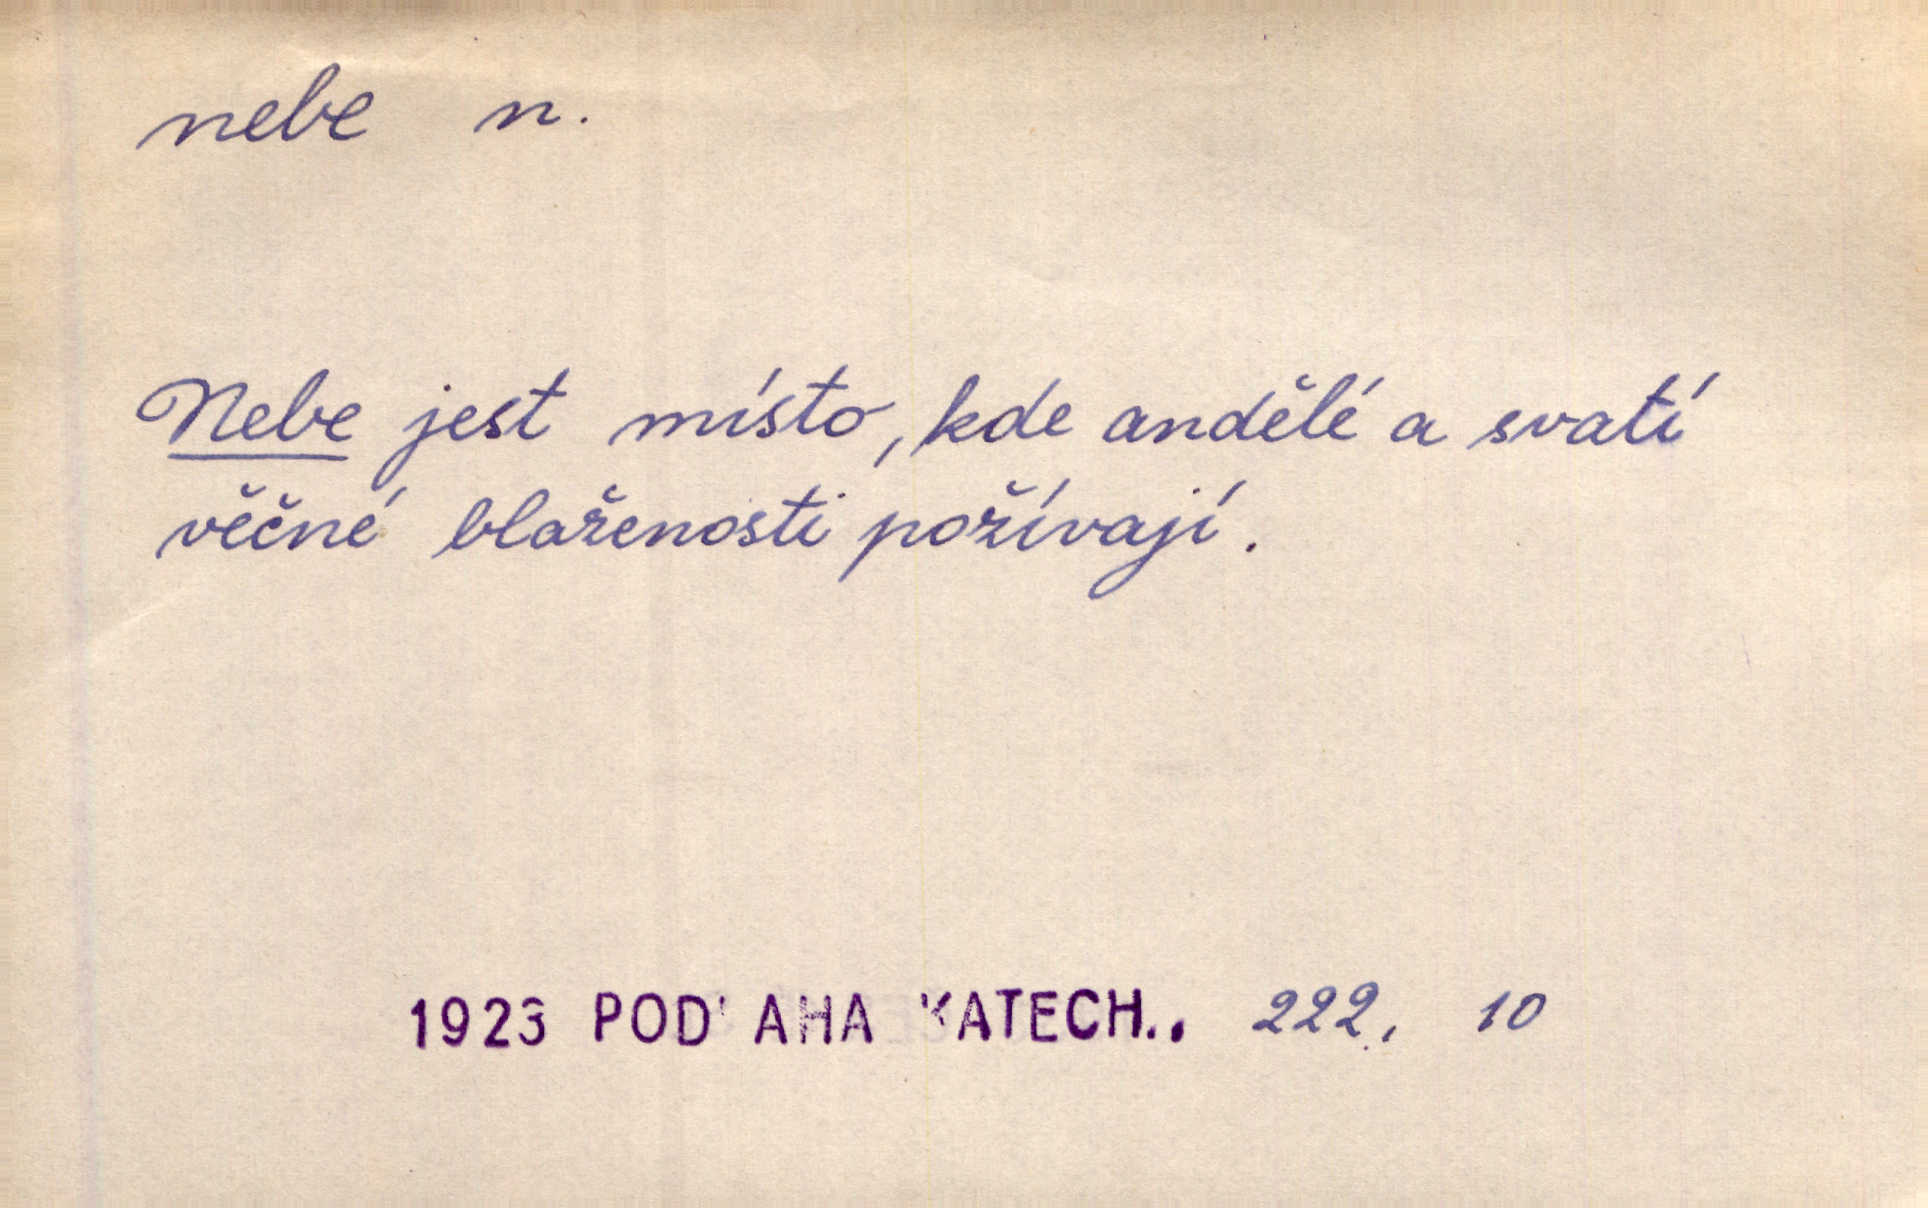 nebe n.
Nebe jest místo, kde andělé a svatí
věčné blaženosti požívají.
1923 POD' AHA KATECH.. 222, 10